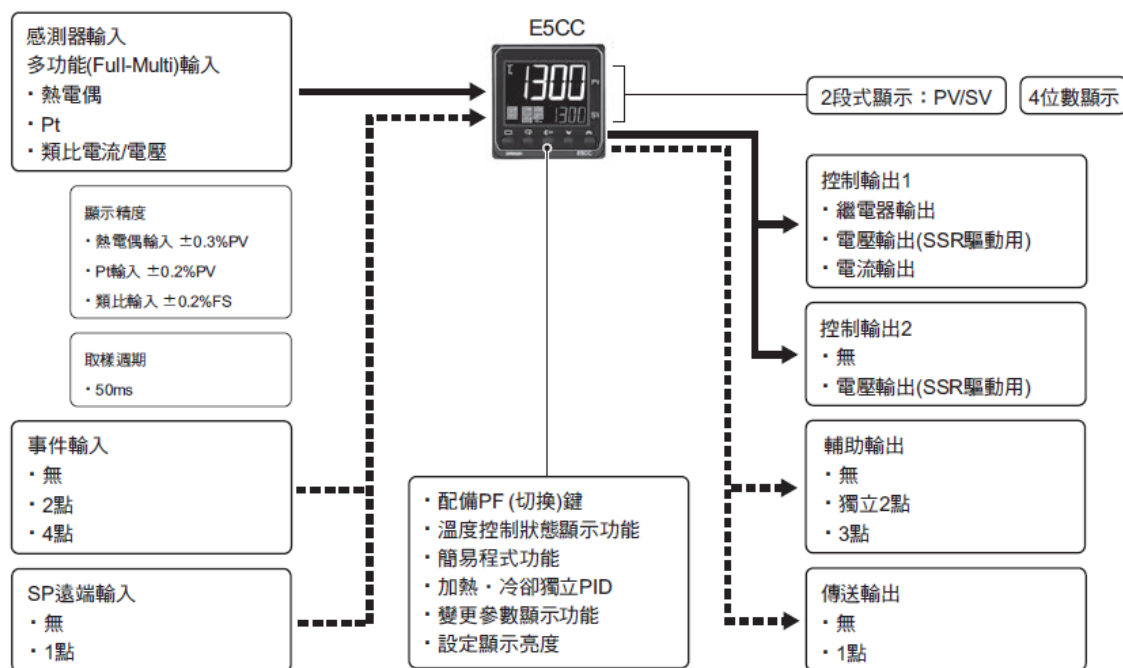 E5CC
感測器輸入
多功能(Full-Multi)輸入
・熱電偶
・Pt
・類比電流/電壓
1300
PV
1300
SV
E5CC
2段式顯示：PV/SV
4位數顯示
顯示精度
・熱電偶輸入 ±0.3%PV
・Pt輸入 ±0.2%PV
・類比輸入 ±0.2%FS
取樣週期
・50ms
控制輸出1
・繼電器輸出
・電壓輸出(SSR驅動用)
・電流輸出
控制輸出2
・無
・電壓輸出(SSR驅動用)
事件輸入
・無
・2點
・4點
SP遠端輸入
・無
・1點
・配備PF (切換)鍵
・溫度控制狀態顯示功能
・簡易程式功能
・加熱・冷卻獨立PID
・變更參數顯示功能
・設定顯示亮度
輔助輸出
・無
・獨立2點
・3點
傳送輸出
・無
・1點